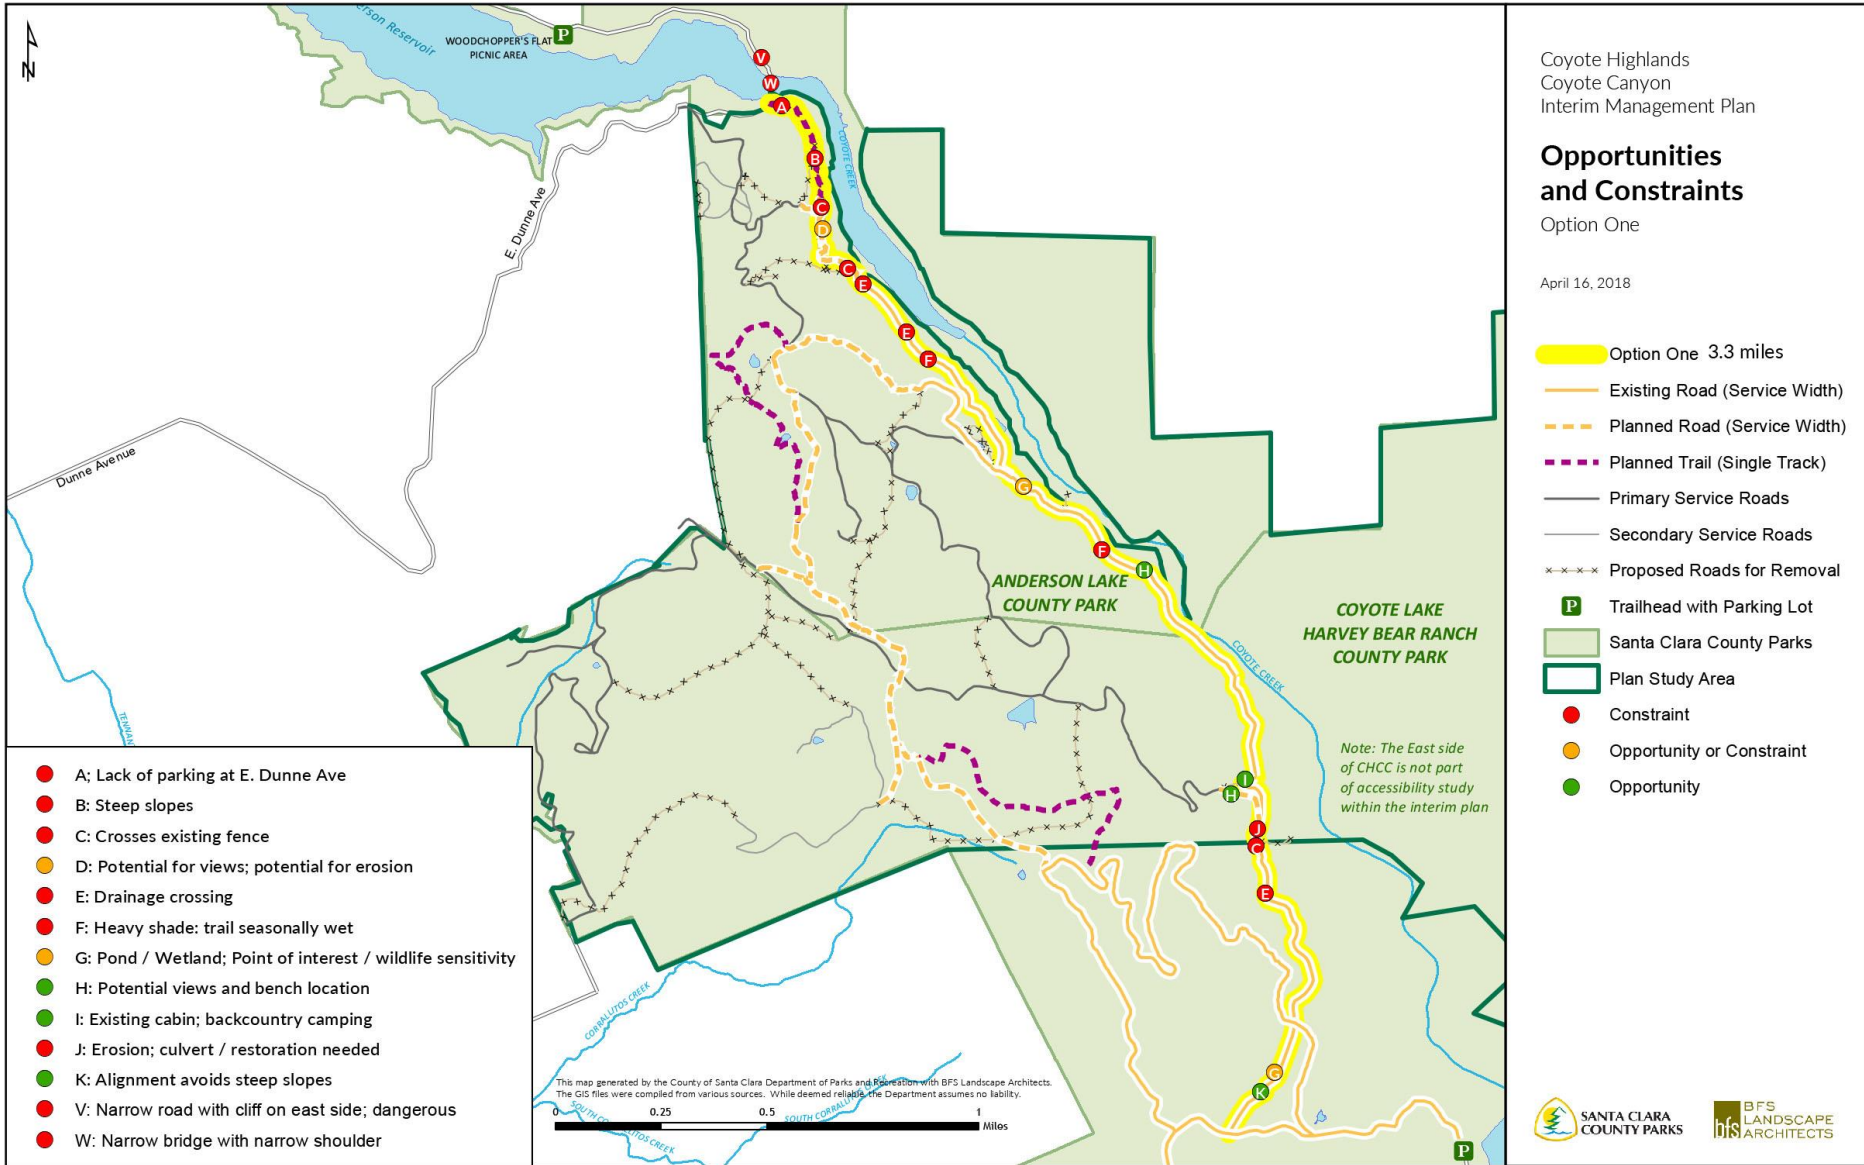 erson Reservoir
WOODCHOPPER'S FLAT
PICNIC AREA
P
N
V
W
A
B
C
D
C
E
E
F
G
F
H
I
H
J
C
E
G
K
P
COYOTE CREEK
E. Dunne Ave
Dunne Avenue
TENNAN
ANDERSON LAKE
COUNTY PARK
COYOTE LAKE
HARVEY BEAR RANCH
COUNTY PARK
COYOTE CREEK
Note: The East side
of CHCC is not part
of accessibility study
within the interim plan
CORRALUTOS CREEK
SOUTH CORRALUTOS CREEK
A; Lack of parking at E. Dunne Ave
B: Steep slopes
C: Crosses existing fence
D: Potential for views; potential for erosion
E: Drainage crossing
F: Heavy shade: trail seasonally wet
G: Pond / Wetland; Point of interest / wildlife sensitivity
H: Potential views and bench location
I: Existing cabin; backcountry camping
J: Erosion; culvert / restoration needed
K: Alignment avoids steep slopes
V: Narrow road with cliff on east side; dangerous
W: Narrow bridge with narrow shoulder
This map generated by the County of Santa Clara Department of Parks and Recreation with BFS Landscape Architects.
The GIS files were compiled from various sources. While deemed reliable, the Department assumes no liability.
0 0.25 0.5 1
Miles
Coyote Highlands
Coyote Canyon
Interim Management Plan
Opportunities
and Constraints
Option One
April 16, 2018
Option One 3.3 miles
Existing Road (Service Width)
Planned Road (Service Width)
Planned Trail (Single Track)
Primary Service Roads
Secondary Service Roads
Proposed Roads for Removal
P Trailhead with Parking Lot
Santa Clara County Parks
Plan Study Area
Constraint
Opportunity or Constraint
Opportunity
SANTA CLARA
COUNTY PARKS
bfs
BFS
LANDSCAPE
ARCHITECTS